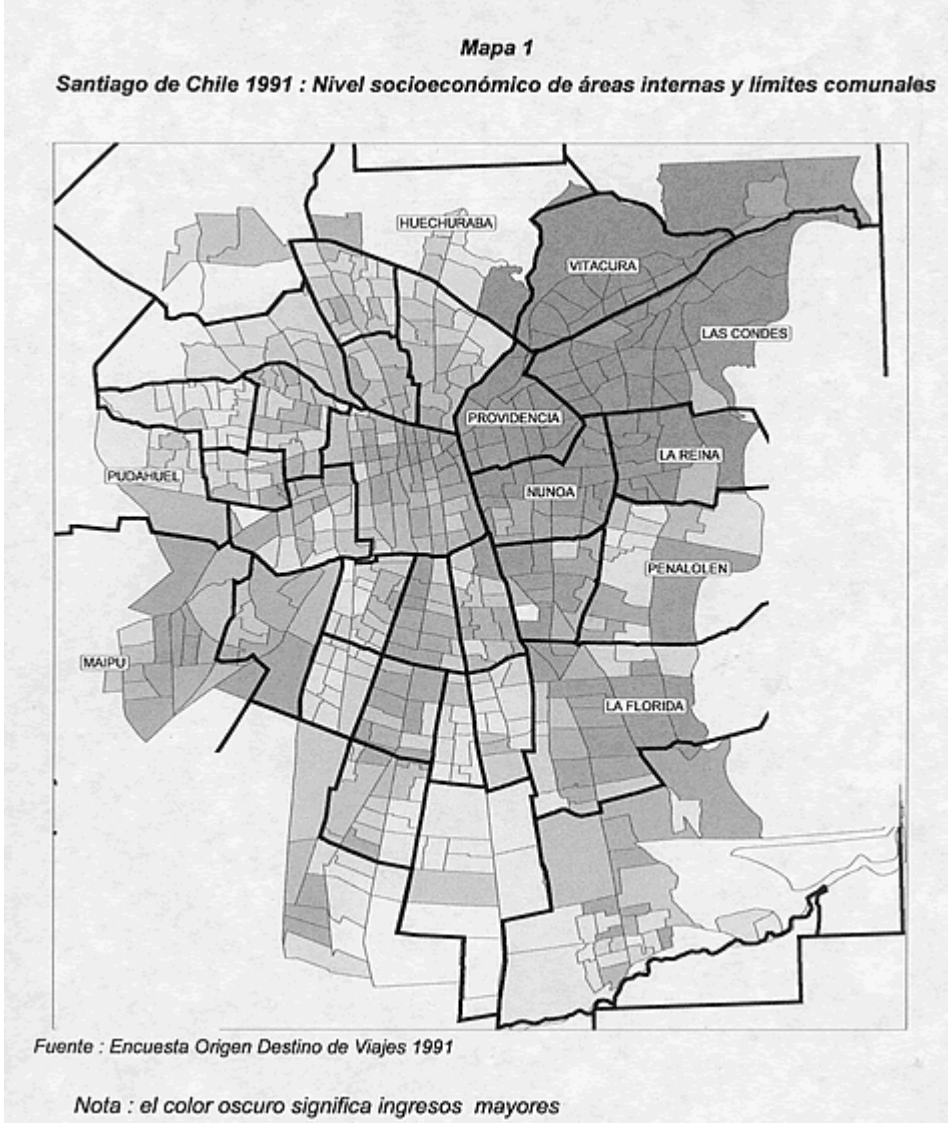 Mapa 1
Santiago de Chile 1991 : Nivel socioeconómico de áreas internas y límites comunales
HUECHURABA
VITACURA
LAS CONDES
PROVIDENCIA
LA REINA
PUDAHUEL
NUNOA
PENALOLEN
MAIPU
LA FLORIDA
Fuente : Encuesta Origen Destino de Viajes 1991
Nota : el color oscuro significa ingresos mayores